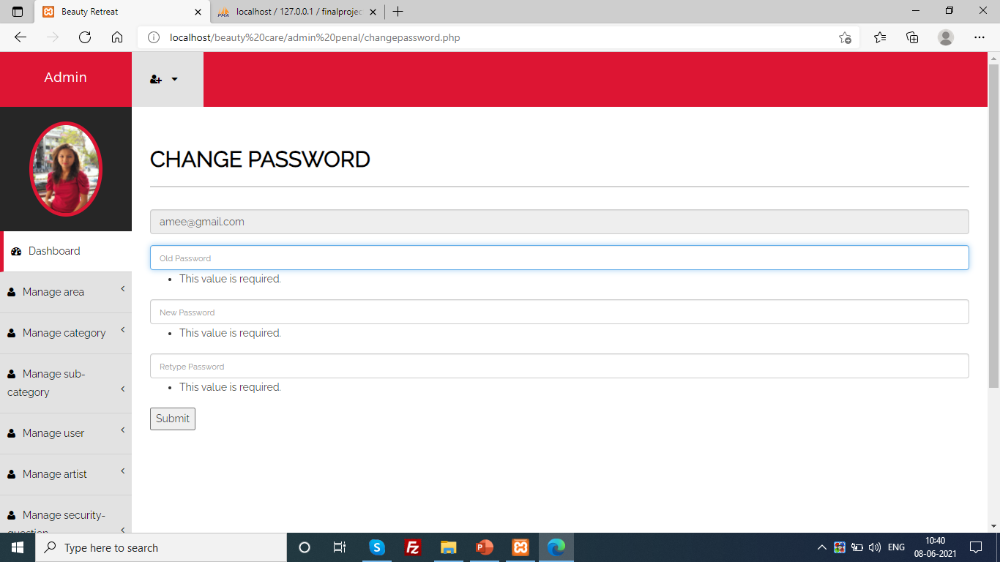 Beauty Retreat
localhost / 127.0.0.1 / finalprojec
localhost/beauty%20care/admin%20penal/changepassword.php
Admin
CHANGE PASSWORD
amee@gmail.com
Old Password
This value is required.
New Password
This value is required.
Retype Password
This value is required.
Submit
Dashboard
Manage area
Manage category
Manage sub-
category
Manage user
Manage artist
Manage security-
question
Type here to search
ENG
10:40
08-06-2021